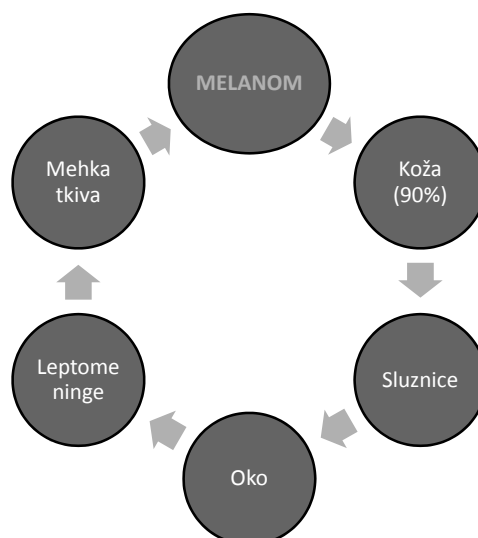 MELANOM
Koža
(90%)
Sluznice
Oko
Leptome
ninge
Mehka
tkiva